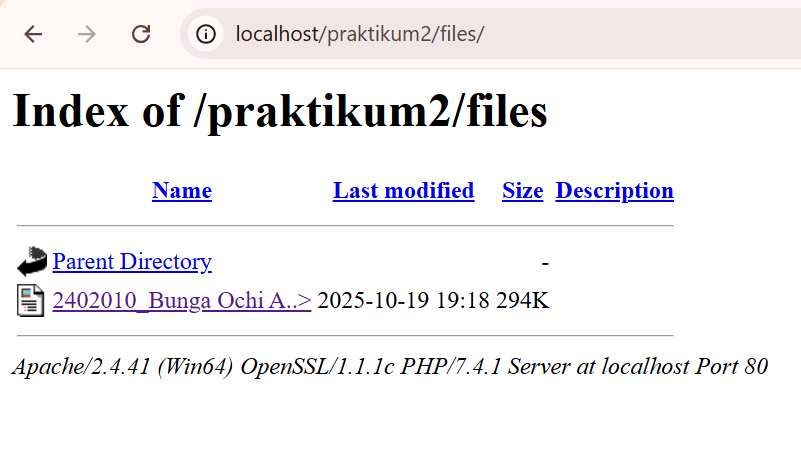 localhost/praktikum2/files/
Index of /praktikum2/files
Name Last modified Size Description
Parent Directory -
2402010_Bunga Ochi A..> 2025-10-19 19:18 294K
Apache/2.4.41 (Win64) OpenSSL/1.1.1c PHP/7.4.1 Server at localhost Port 80